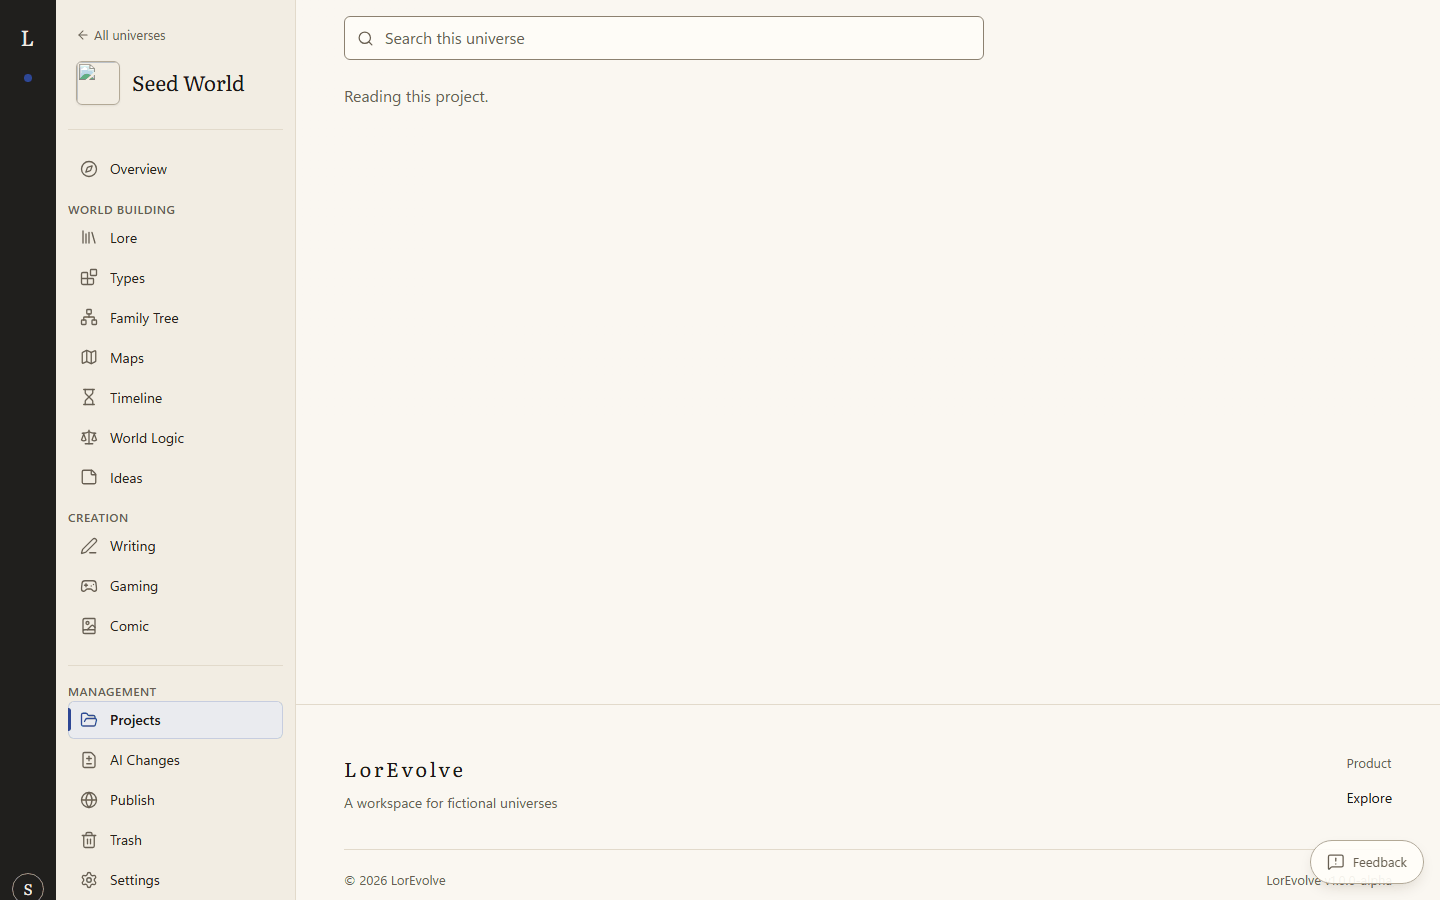 L
All universes
Seed World
Overview
WORLD BUILDING
Lore
Types
Family Tree
Maps
Timeline
World Logic
Ideas
CREATION
Writing
Gaming
Comic
MANAGEMENT
Projects
AI Changes
Publish
Trash
Settings
S
Search this universe
Reading this project.
LorEvolve
A workspace for fictional universes
Product
Explore
Feedback
© 2026 LorEvolve
LorEvolve